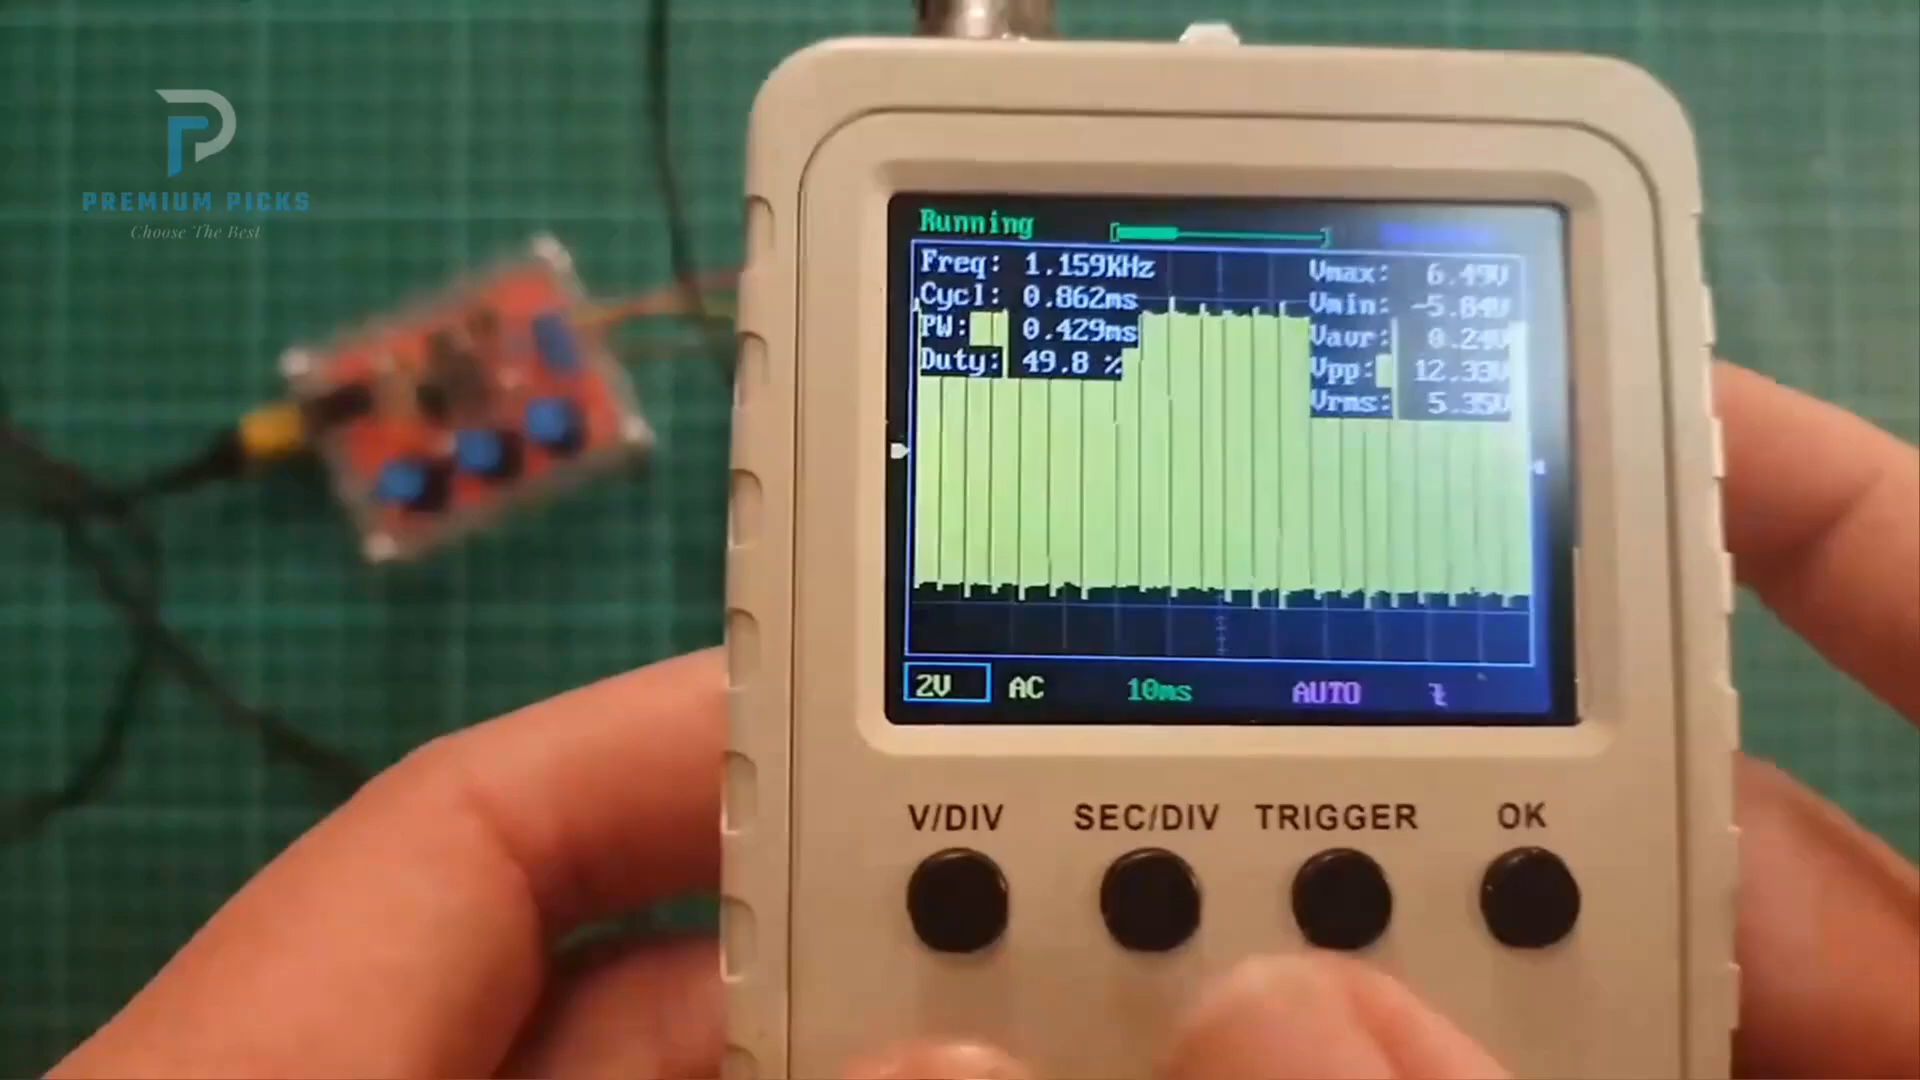 PREMIUM PICKS
Choose The Best
Running
Freq: 1.159KHz
Cycl: 0.862ms
PW: 0.429ms
Duty: 49.8 %
Vmax: 6.49V
Vmin: -5.84V
Vavr: 0.24V
Vpp: 12.33V
Vrms: 5.35V
2V AC 10ms AUTO
V/DIV SEC/DIV TRIGGER OK